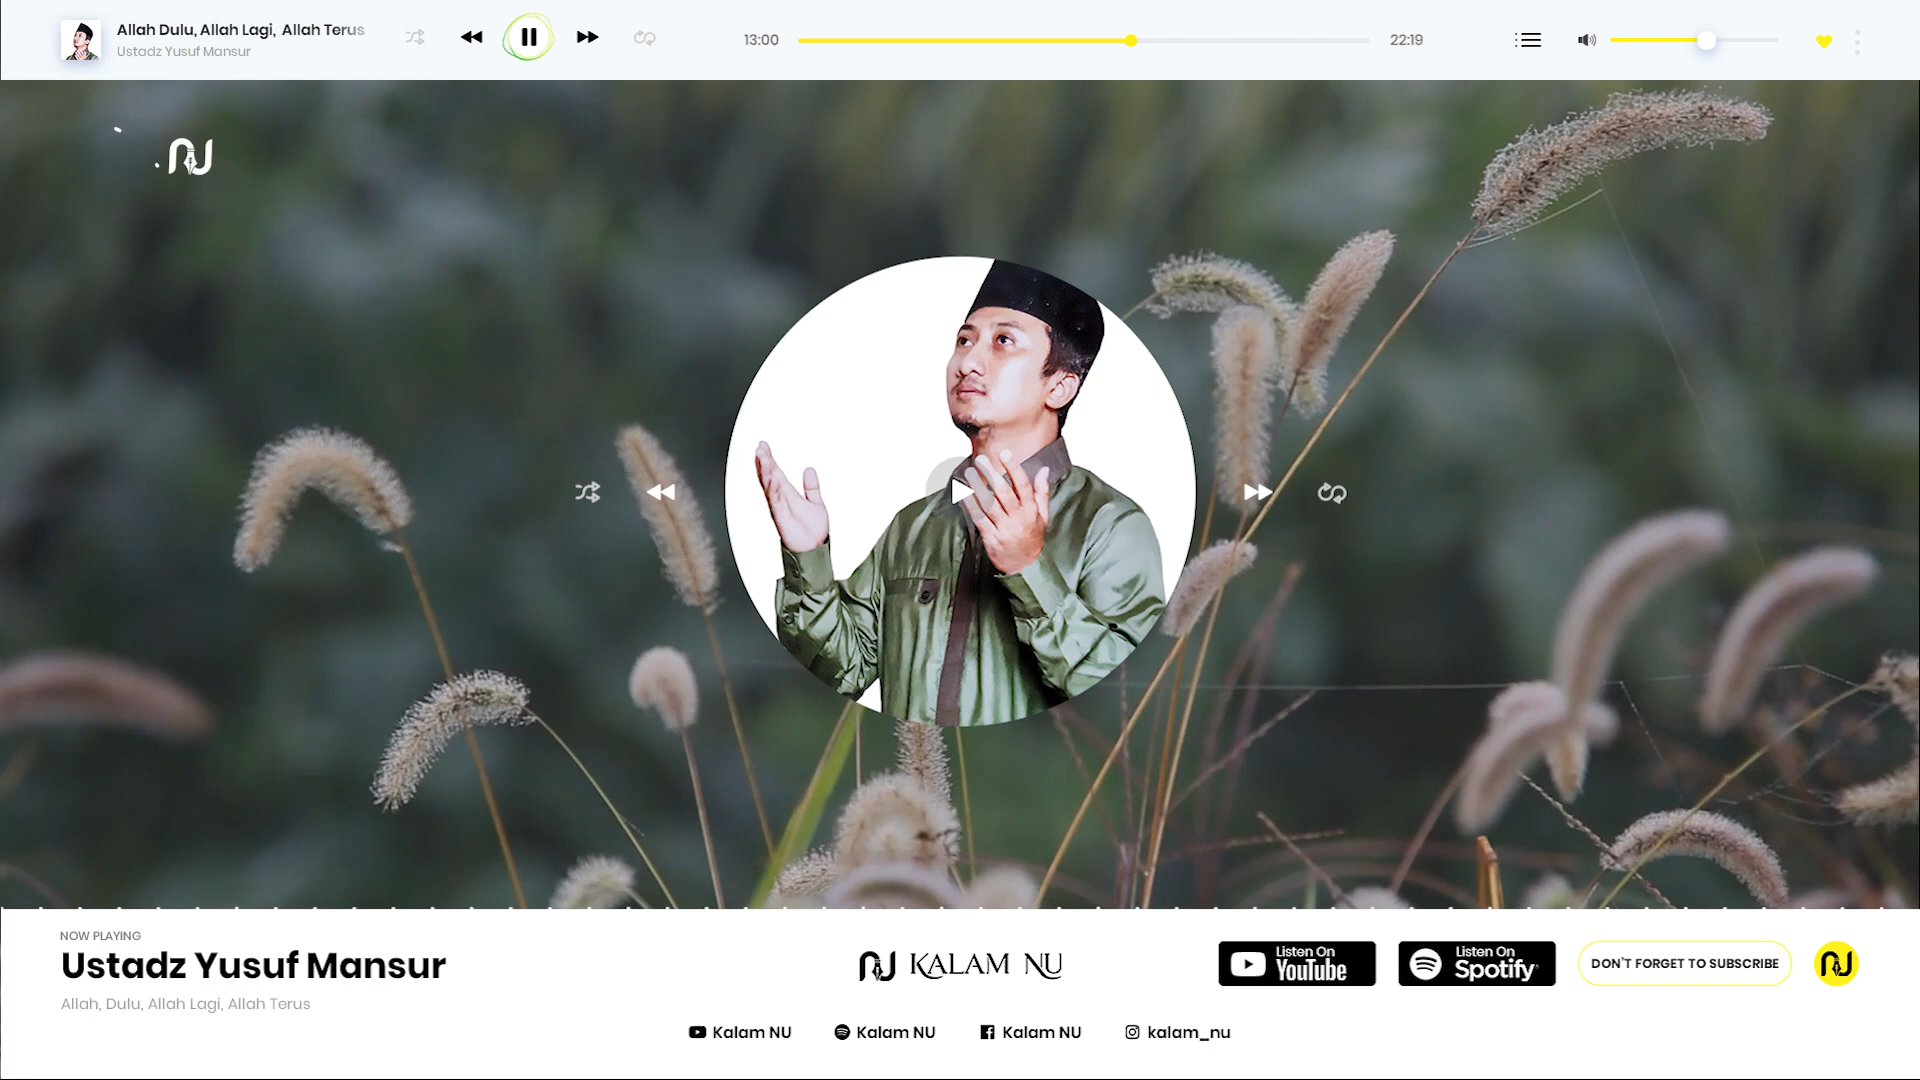 Allah Dulu, Allah Lagi, Allah Terus
Ustadz Yusuf Mansur
13:00
22:19
NU
NOW PLAYING
Ustadz Yusuf Mansur
Allah, Dulu, Allah Lagi, Allah Terus
NU KALAM NU
Listen On
YouTube
Listen On
Spotify
DON'T FORGET TO SUBSCRIBE
NU
Kalam NU
Kalam NU
Kalam NU
kalam_nu